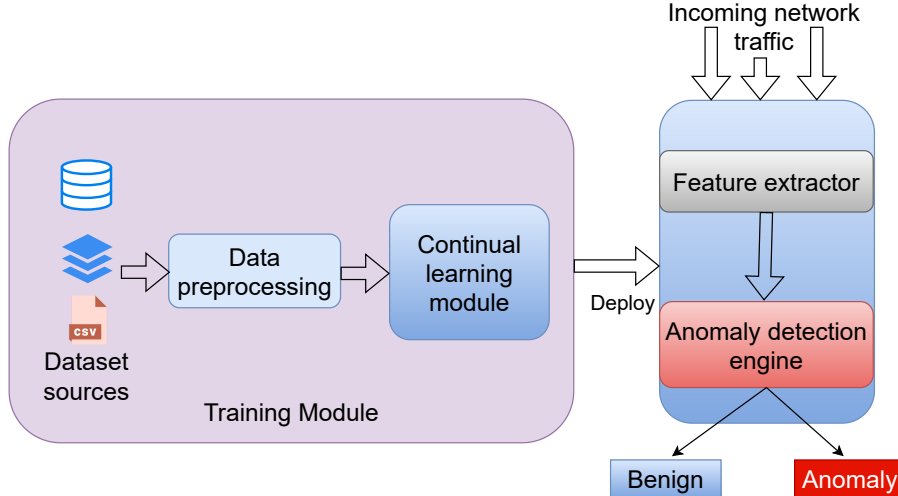 Incoming network
traffic
Feature extractor
Data
preprocessing
Continual
learning
module
Deploy
CSV
Dataset
sources
Anomaly detection
engine
Training Module
Benign
Anomaly